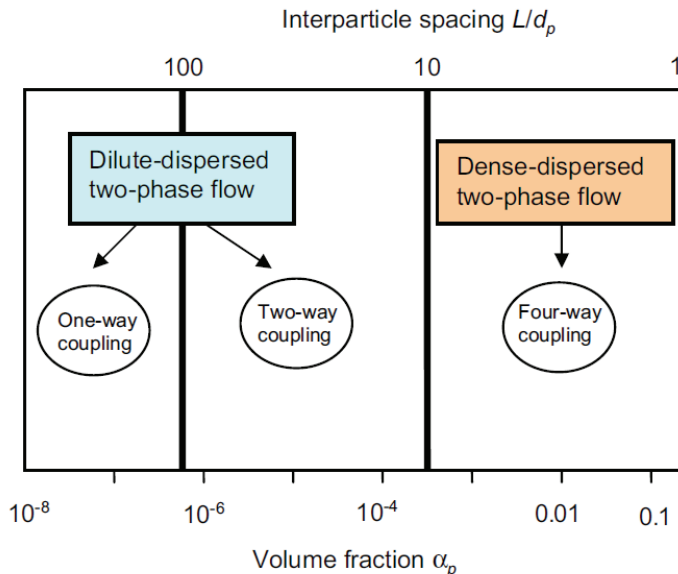 Interparticle spacing L/dₚ
100 10 1
Dilute-dispersed
two-phase flow
Dense-dispersed
two-phase flow
One-way
coupling
Two-way
coupling
Four-way
coupling
10⁻⁸ 10⁻⁶ 10⁻⁴ 0.01 0.1
Volume fraction αₚ